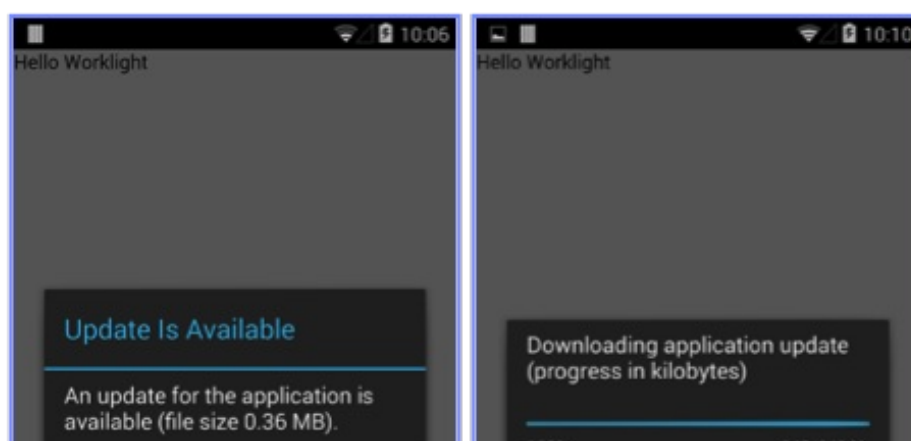 10:06
Hello Worklight
Update Is Available
An update for the application is
available (file size 0.36 MB).
10:10
Hello Worklight
Downloading application update
(progress in kilobytes)